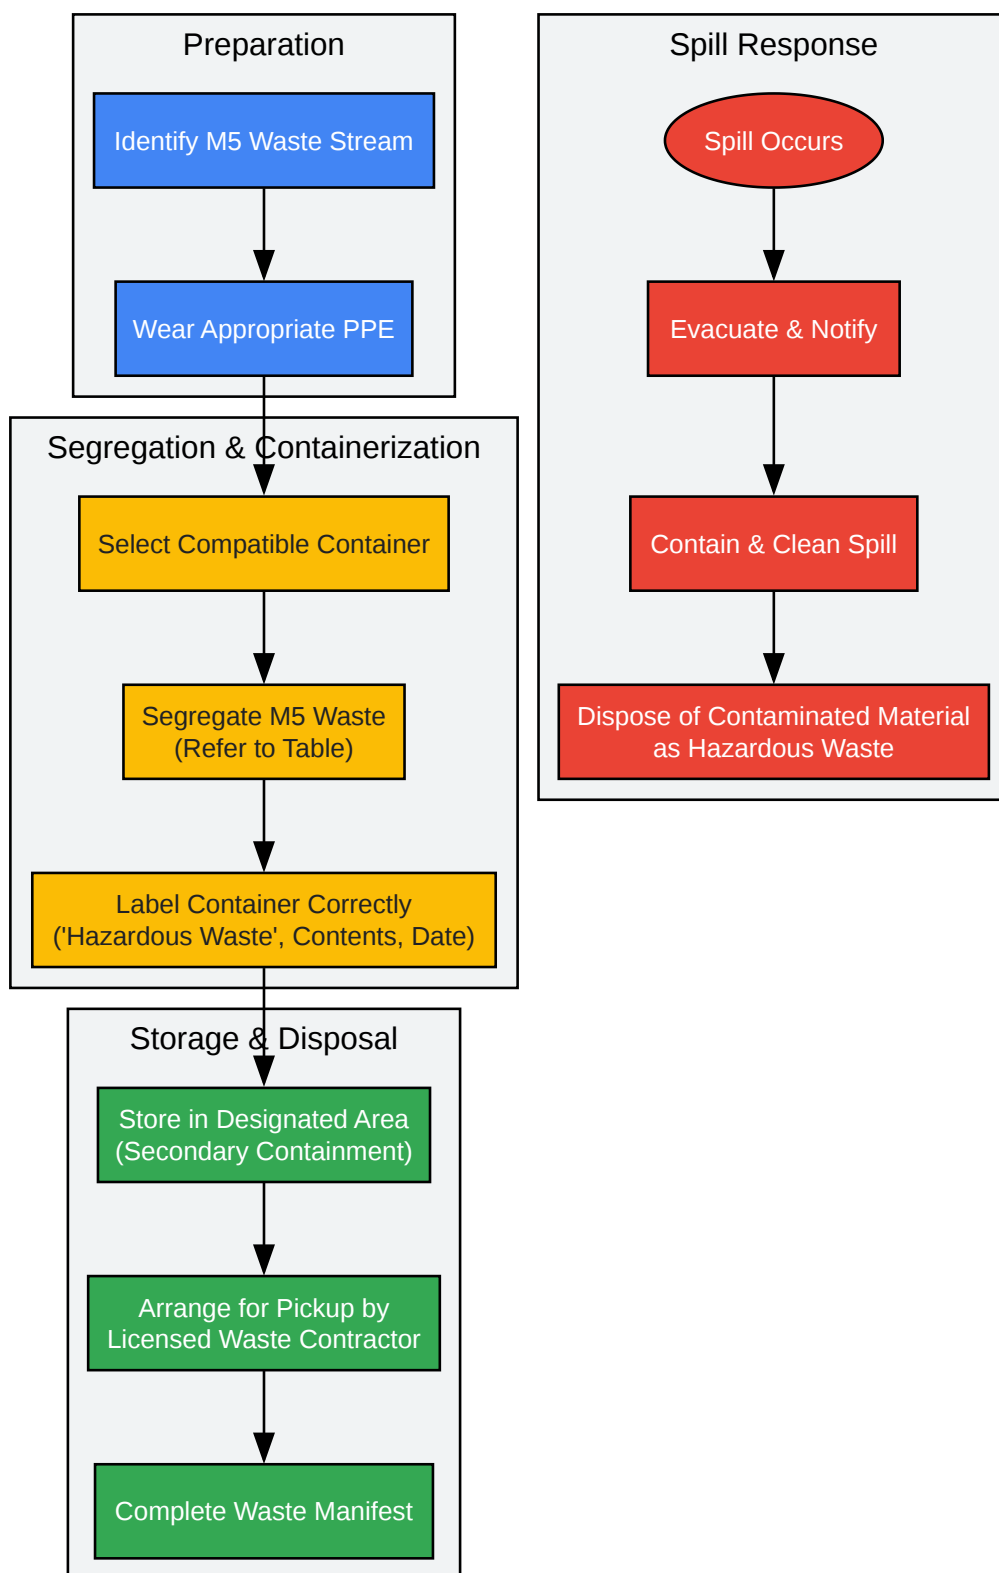 Preparation
Identify M5 Waste Stream
Wear Appropriate PPE
Segregation & Containerization
Select Compatible Container
Segregate M5 Waste
(Refer to Table)
Label Container Correctly
('Hazardous Waste', Contents, Date)
Storage & Disposal
Store in Designated Area
(Secondary Containment)
Arrange for Pickup by
Licensed Waste Contractor
Complete Waste Manifest
Spill Response
Spill Occurs
Evacuate & Notify
Contain & Clean Spill
Dispose of Contaminated Material
as Hazardous Waste